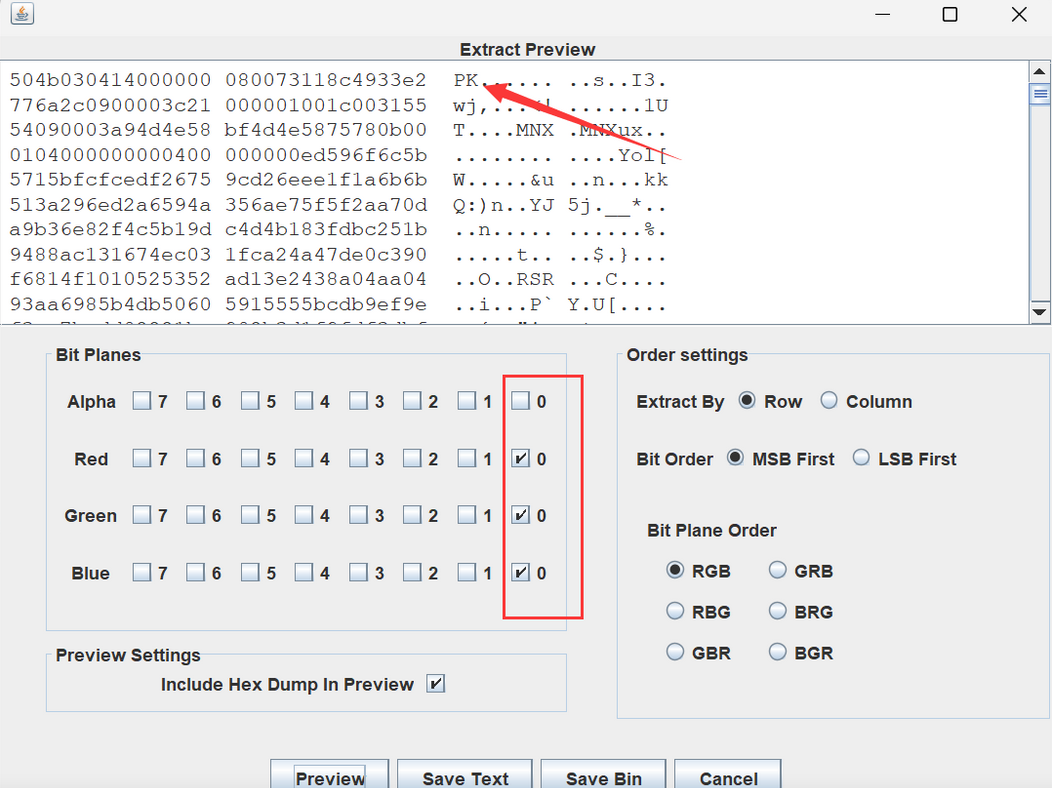 Extract Preview
504b030414000000 080073118c4933e2 PK...... ..s..I3.
776a2c0900003c21 000001001c003155 wj,...<! ......1U
54090003a94d4e58 bf4d4e5875780b00 T....MNX .MNXux..
0104000000000400 000000ed596f6c5b ........ ....Yol[
5715bfcfcedf2675 9cd26eee1f1a6b6b W.....&u ..n...kk
513a296ed2a6594a 356ae75f5f2aa70d Q:)n..YJ 5j.__*..
a9b36e82f4c5b19d c4d4b183fdbc251b ..n..... ......%.
9488ac131674ec03 1fca24a47de0c390 .....t.. ..$.}...
f6814f1010525352 ad13e2438a04aa04 ..O..RSR ...C....
93aa6985b4db5060 5915555bcdb9ef9e ..i...P` Y.U[....
Bit Planes
Alpha 7 6 5 4 3 2 1 0
Red 7 6 5 4 3 2 1 0
Green 7 6 5 4 3 2 1 0
Blue 7 6 5 4 3 2 1 0
Preview Settings
Include Hex Dump In Preview
Order settings
Extract By Row Column
Bit Order MSB First LSB First
Bit Plane Order
RGB GRB
RBG BRG
GBR BGR
Preview Save Text Save Bin Cancel